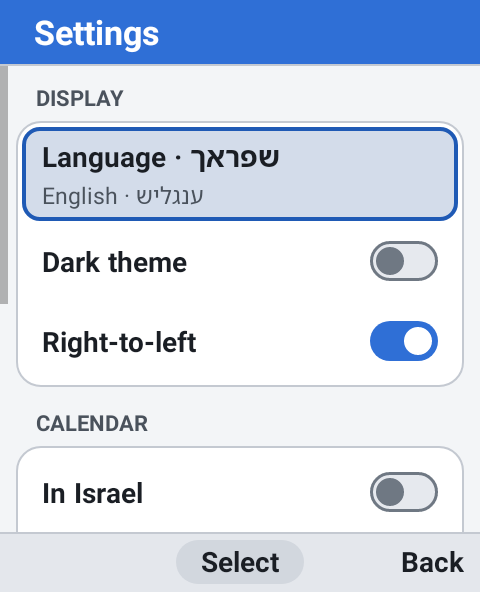 Settings
DISPLAY
Language · שפראך
English · ענגליש
Dark theme
Right-to-left
CALENDAR
In Israel
Select
Back